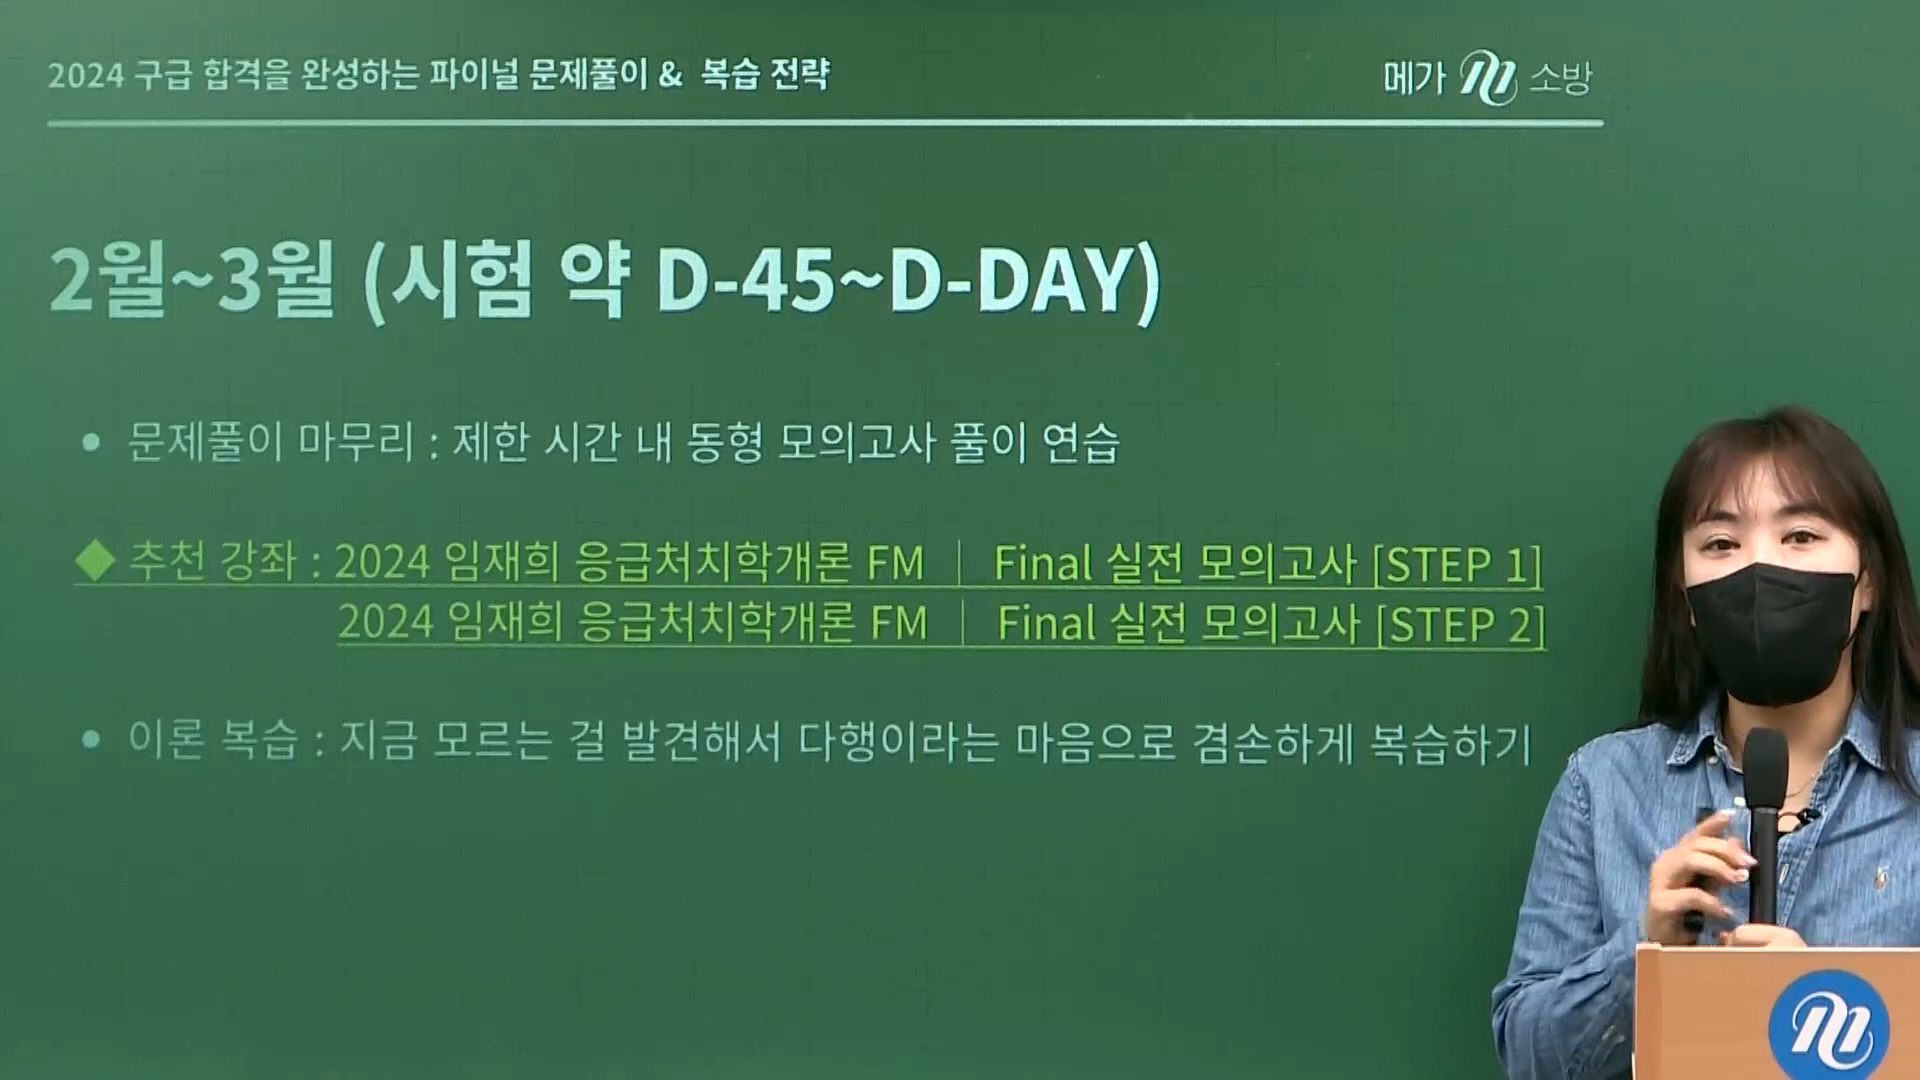 2024 구급 합격을 완성하는 파이널 문제풀이 & 복습 전략
메가 M 소방
2월~3월 (시험 약 D-45~D-DAY)
• 문제풀이 마무리 : 제한 시간 내 동형 모의고사 풀이 연습
◆ 추천 강좌 : 2024 임재희 응급처치학개론 FM │ Final 실전 모의고사 [STEP 1]
2024 임재희 응급처치학개론 FM │ Final 실전 모의고사 [STEP 2]
• 이론 복습 : 지금 모르는 걸 발견해서 다행이라는 마음으로 겸손하게 복습하기
M